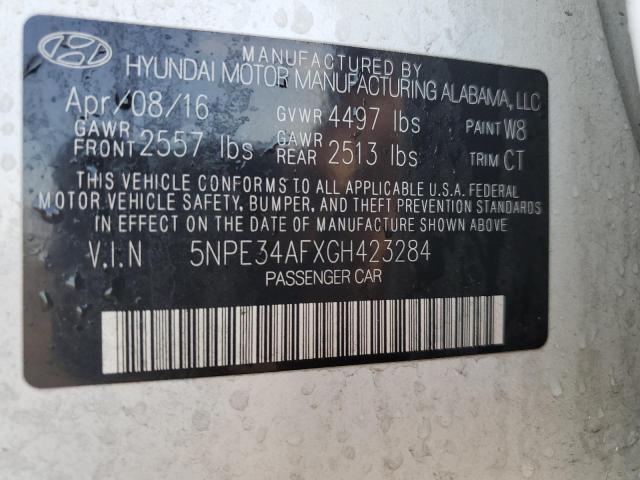 MANUFACTURED BY
HYUNDAI MOTOR MANUFACTURING ALABAMA, LLC
Apr/08/16 GVWR 4497 lbs PAINT W8
GAWR FRONT 2557 lbs GAWR REAR 2513 lbs TRIM CT
THIS VEHICLE CONFORMS TO ALL APPLICABLE U.S.A. FEDERAL
MOTOR VEHICLE SAFETY, BUMPER, AND THEFT PREVENTION STANDARDS
IN EFFECT ON THE DATE OF MANUFACTURE SHOWN ABOVE.
V.I.N 5NPE34AFXGH423284
PASSENGER CAR